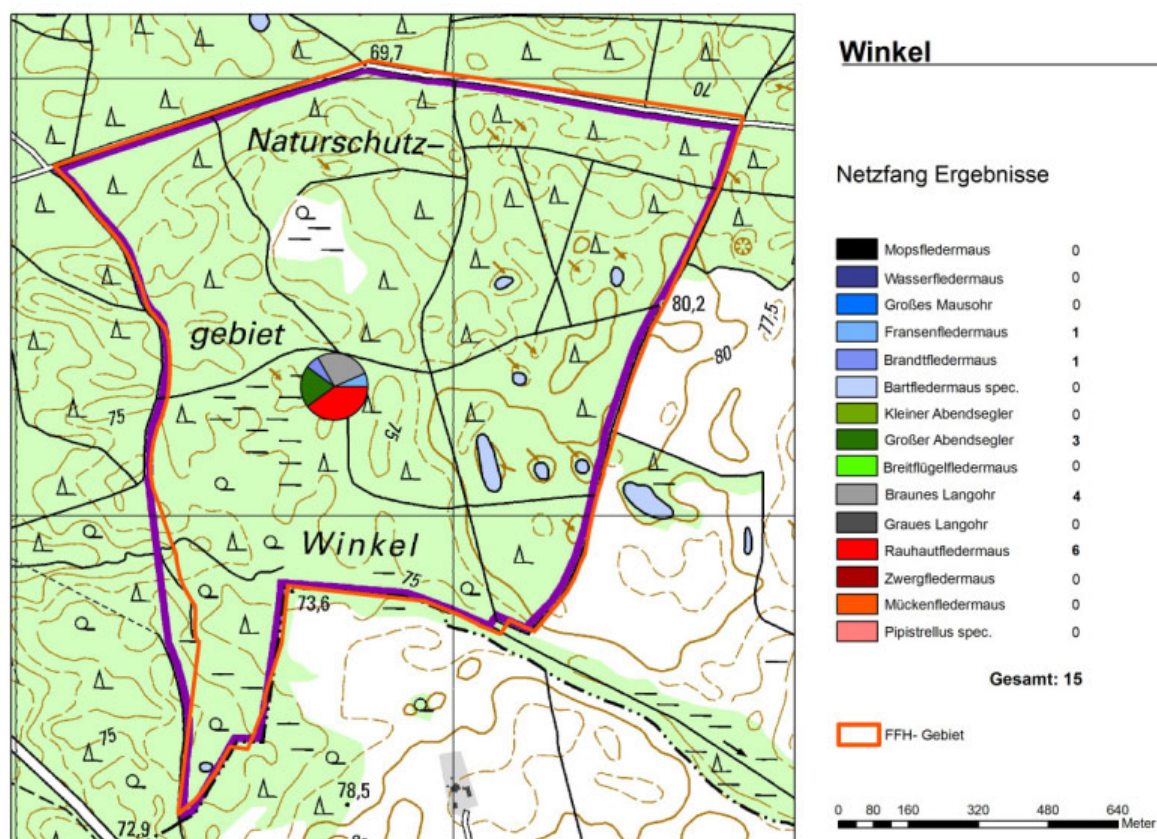 69,7
70
Naturschutz-
80,2
77,5
80
gebiet
75
75
Winkel
75
73,6
75
78,5
72,9
Winkel
Netzfang Ergebnisse
Mopsfledermaus 0
Wasserfledermaus 0
Großes Mausohr 0
Fransenfledermaus 1
Brandtfledermaus 1
Bartfledermaus spec. 0
Kleiner Abendsegler 0
Großer Abendsegler 3
Breitflügelfledermaus 0
Braunes Langohr 4
Graues Langohr 0
Rauhautfledermaus 6
Zwergfledermaus 0
Mückenfledermaus 0
Pipistrellus spec. 0
Gesamt: 15
FFH- Gebiet
0 80 160 320 480 640
Meter